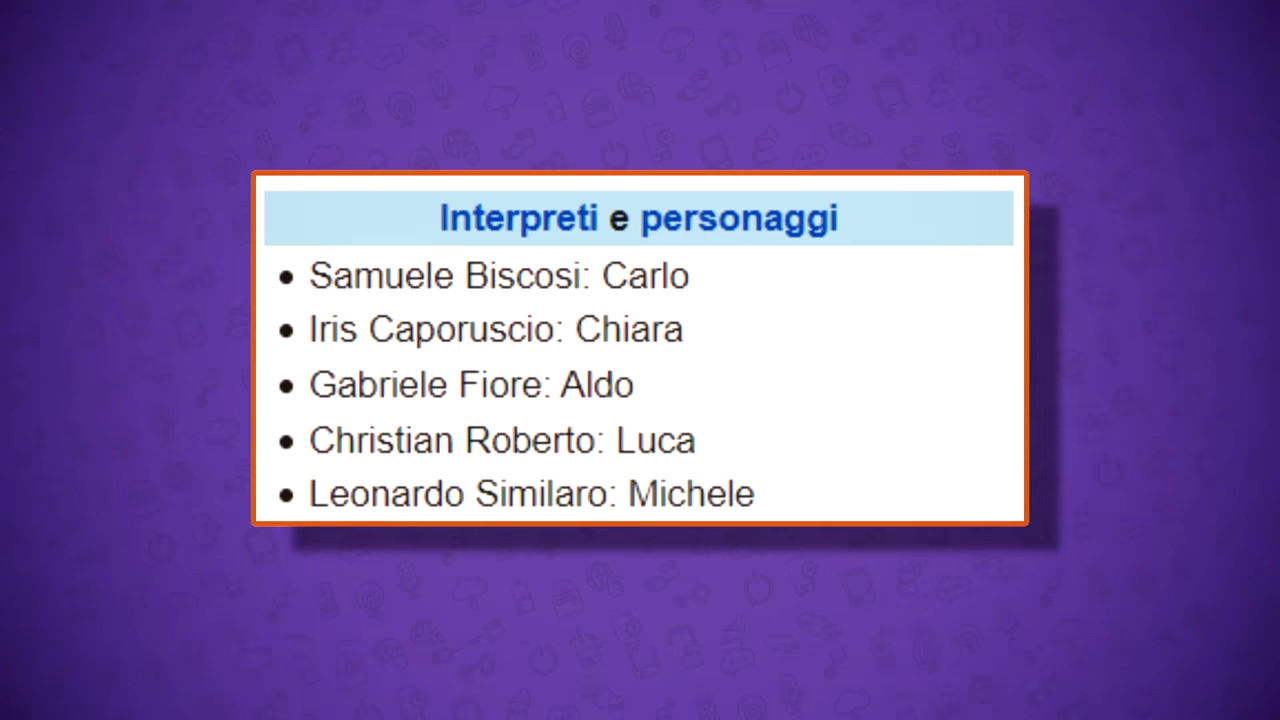 Interpreti e personaggi
• Samuele Biscosi: Carlo
• Iris Caporuscio: Chiara
• Gabriele Fiore: Aldo
• Christian Roberto: Luca
• Leonardo Similaro: Michele